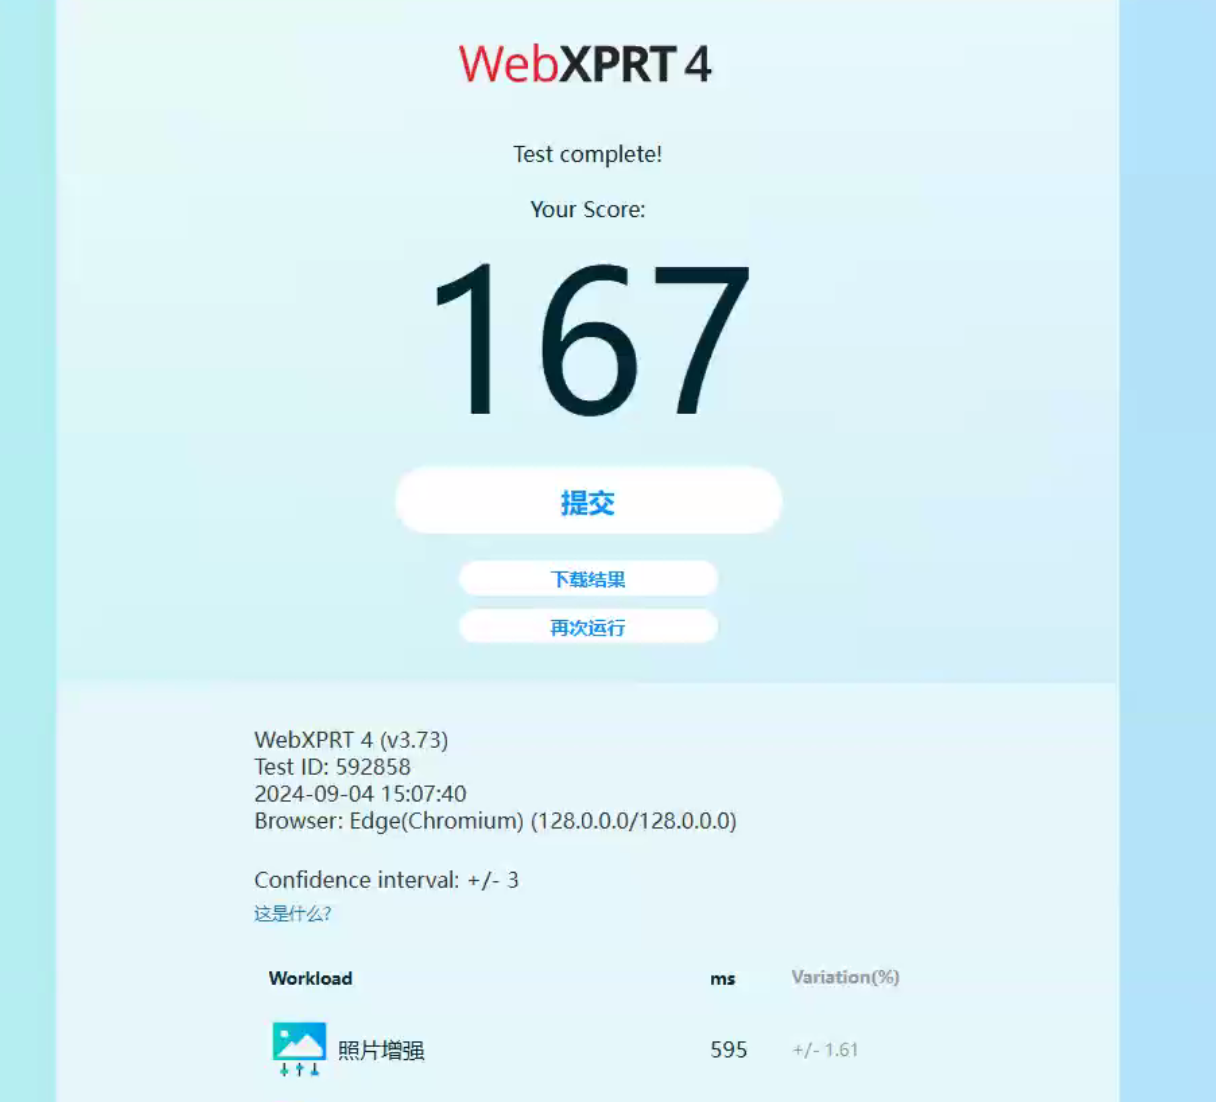 WebXPRT 4
Test complete!
Your Score:
167
提交
下载结果
再次运行
WebXPRT 4 (v3.73)
Test ID: 592858
2024-09-04 15:07:40
Browser: Edge(Chromium) (128.0.0.0/128.0.0.0)
Confidence interval: +/- 3
这是什么?
Workload ms Variation(%)
照片增强 595 +/- 1.61